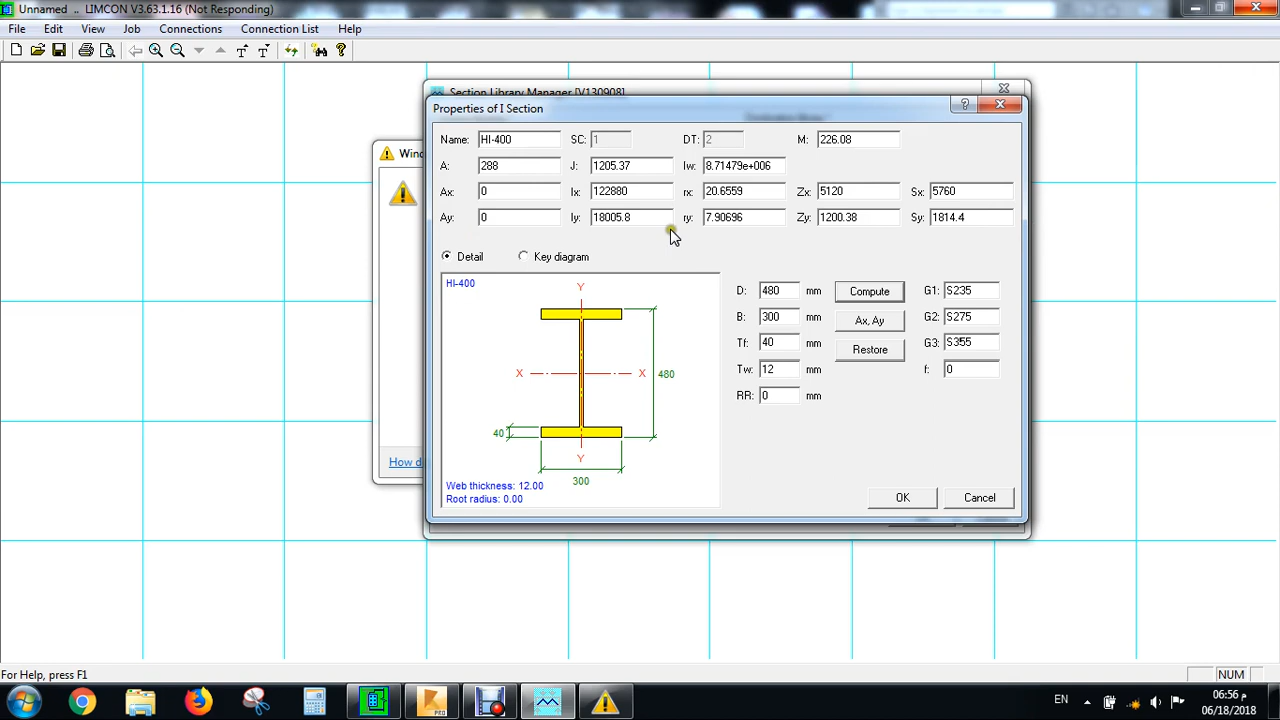 Unnamed .. LIMCON V3.63.1.16 (Not Responding)
File Edit View Job Connections Connection List Help
Section Library Manager [V130908]
Properties of I Section
Wind
Name: HI-400 SC: 1 DT: 2 M: 226.08
A: 288 J: 1205.37 Iw: 8.71479e+006
Ax: 0 Ix: 122880 rx: 20.6559 Zx: 5120 Sx: 5760
Ay: 0 Iy: 18005.8 ry: 7.90696 Zy: 1200.38 Sy: 1814.4
Detail Key diagram
HI-400
Y
X X
480
40
Y
300
Web thickness: 12.00
Root radius: 0.00
D: 480 mm Compute G1: S235
B: 300 mm Ax, Ay G2: S275
Tf: 40 mm Restore G3: S355
Tw: 12 mm f: 0
RR: 0 mm
How d
OK Cancel
For Help, press F1 NUM
PRO
EN
06:56 م
06/18/2018